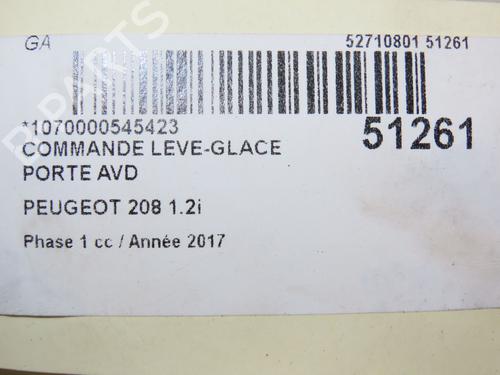 GA 52710801 51261
*1070000545423 51261
COMMANDE LEVE-GLACE
PORTE AVD
PEUGEOT 208 1.2i
Phase 1 cc / Année 2017
B-PARTS